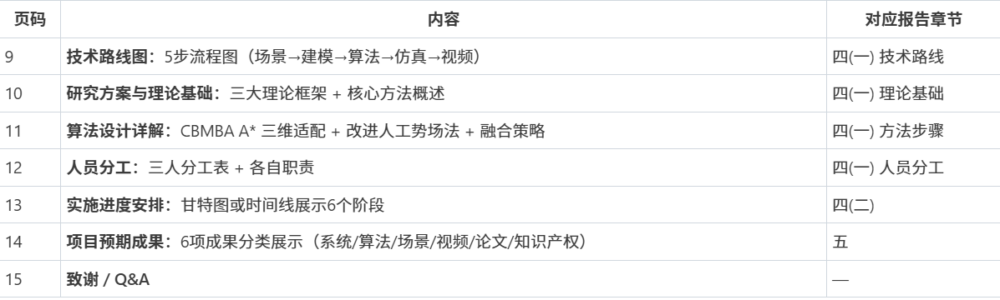 页码 内容 对应报告章节
9 技术路线图：5步流程图（场景→建模→算法→仿真→视频） 四(一) 技术路线
10 研究方案与理论基础：三大理论框架 + 核心方法概述 四(一) 理论基础
11 算法设计详解：CBMBA A* 三维适配 + 改进人工势场法 + 融合策略 四(一) 方法步骤
12 人员分工：三人分工表 + 各自职责 四(一) 人员分工
13 实施进度安排：甘特图或时间线展示6个阶段 四(二)
14 项目预期成果：6项成果分类展示（系统/算法/场景/视频/论文/知识产权） 五
15 致谢 / Q&A —